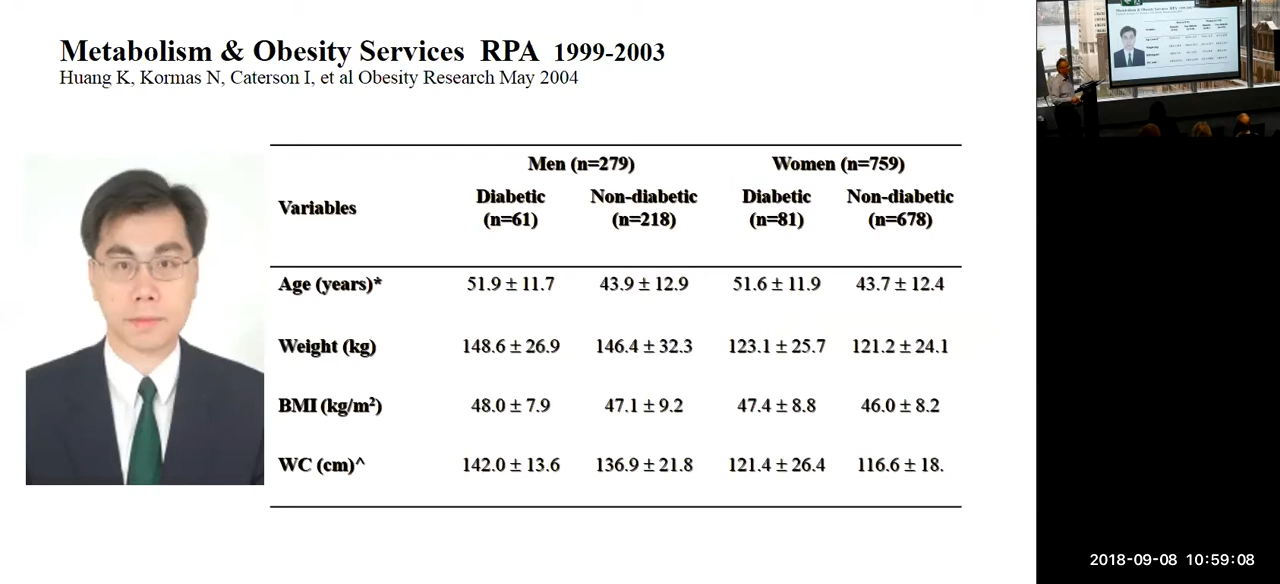 Metabolism & Obesity Services RPA 1999-2003
Huang K, Kormas N, Caterson I, et al Obesity Research May 2004
Variables
Men (n=279) Women (n=759)
Diabetic Non-diabetic Diabetic Non-diabetic
(n=61) (n=218) (n=81) (n=678)
Age (years)* 51.9 ± 11.7 43.9 ± 12.9 51.6 ± 11.9 43.7 ± 12.4
Weight (kg) 148.6 ± 26.9 146.4 ± 32.3 123.1 ± 25.7 121.2 ± 24.1
BMI (kg/m²) 48.0 ± 7.9 47.1 ± 9.2 47.4 ± 8.8 46.0 ± 8.2
WC (cm)^ 142.0 ± 13.6 136.9 ± 21.8 121.4 ± 26.4 116.6 ± 18.
2018-09-08 10:59:08